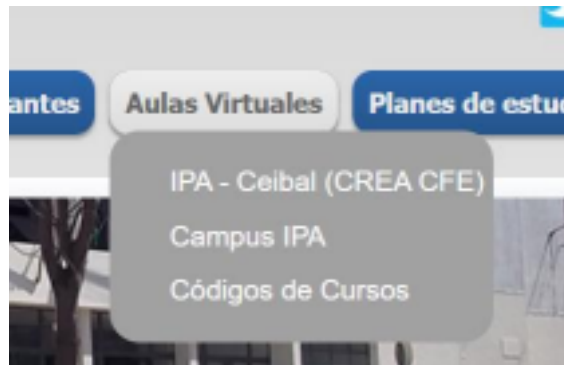 antes Aulas Virtuales Planes de estu
IPA - Ceibal (CREA CFE)
Campus IPA
Códigos de Cursos